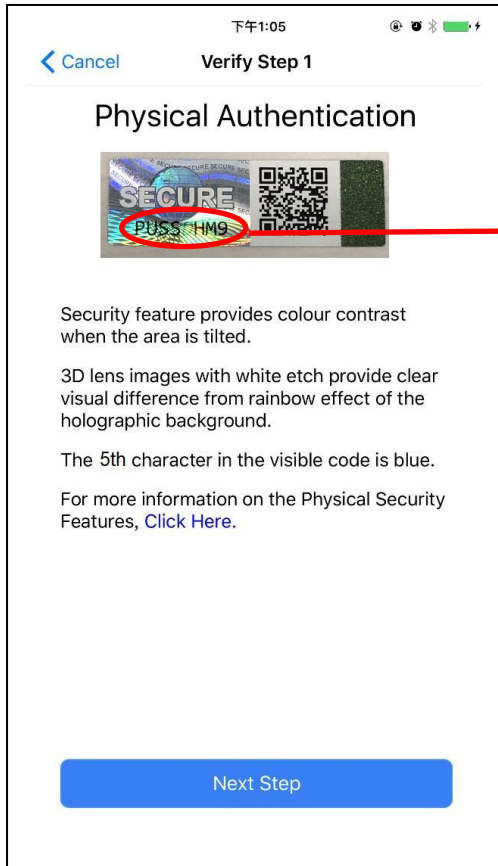 下午1:05
Cancel
Verify Step 1
Physical Authentication
SECURE
PUSS HM9
Security feature provides colour contrast
when the area is tilted.
3D lens images with white etch provide clear
visual difference from rainbow effect of the
holographic background.
The 5th character in the visible code is blue.
For more information on the Physical Security
Features, Click Here.
Next Step